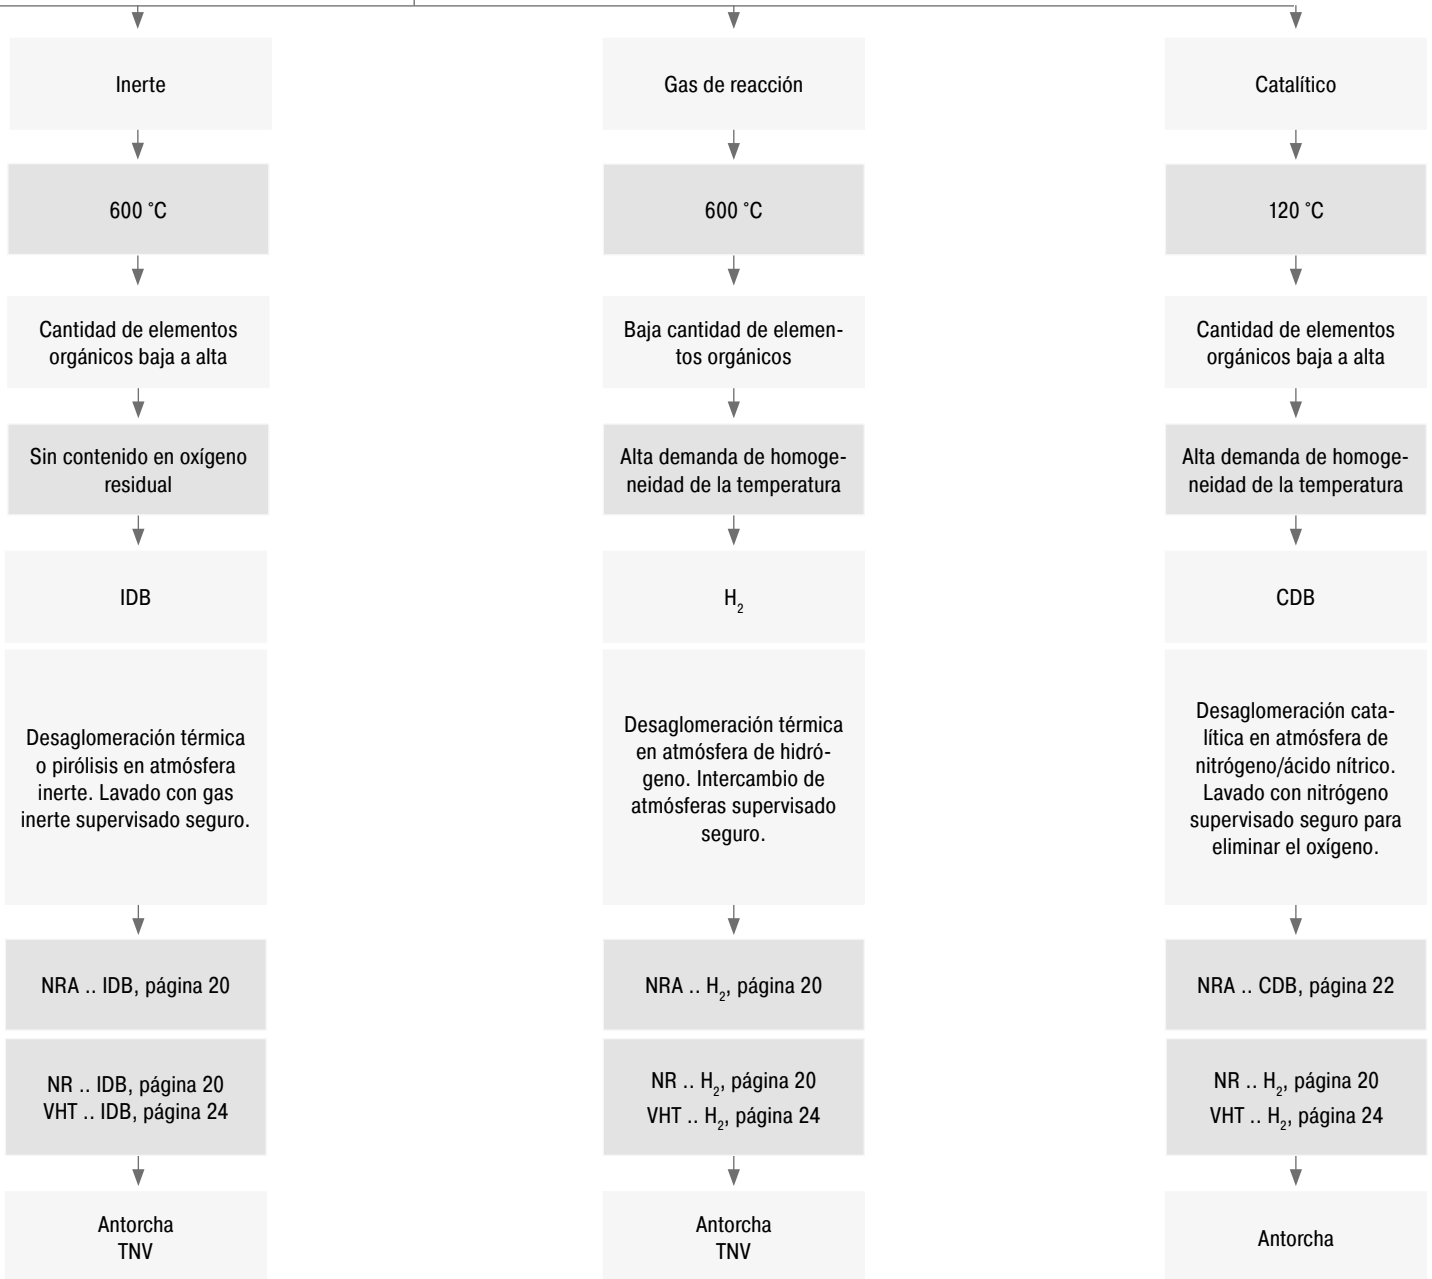 Inerte
600 °C
Cantidad de elementos
orgánicos baja a alta
Sin contenido en oxígeno
residual
IDB
Desaglomeración térmica
o pirólisis en atmósfera
inerte. Lavado con gas
inerte supervisado seguro.
NRA .. IDB, página 20
NR .. IDB, página 20
VHT .. IDB, página 24
Antorcha
TNV
Gas de reacción
600 °C
Baja cantidad de elemen-
tos orgánicos
Alta demanda de homoge-
neidad de la temperatura
H₂
Desaglomeración térmica
en atmósfera de hidró-
geno. Intercambio de
atmósferas supervisado
seguro.
NRA .. H₂, página 20
NR .. H₂, página 20
VHT .. H₂, página 24
Antorcha
TNV
Catalítico
120 °C
Cantidad de elementos
orgánicos baja a alta
Alta demanda de homoge-
neidad de la temperatura
CDB
Desaglomeración cata-
lítica en atmósfera de
nitrógeno/ácido nítrico.
Lavado con nitrógeno
supervisado seguro para
eliminar el oxígeno.
NRA .. CDB, página 22
NR .. H₂, página 20
VHT .. H₂, página 24
Antorcha